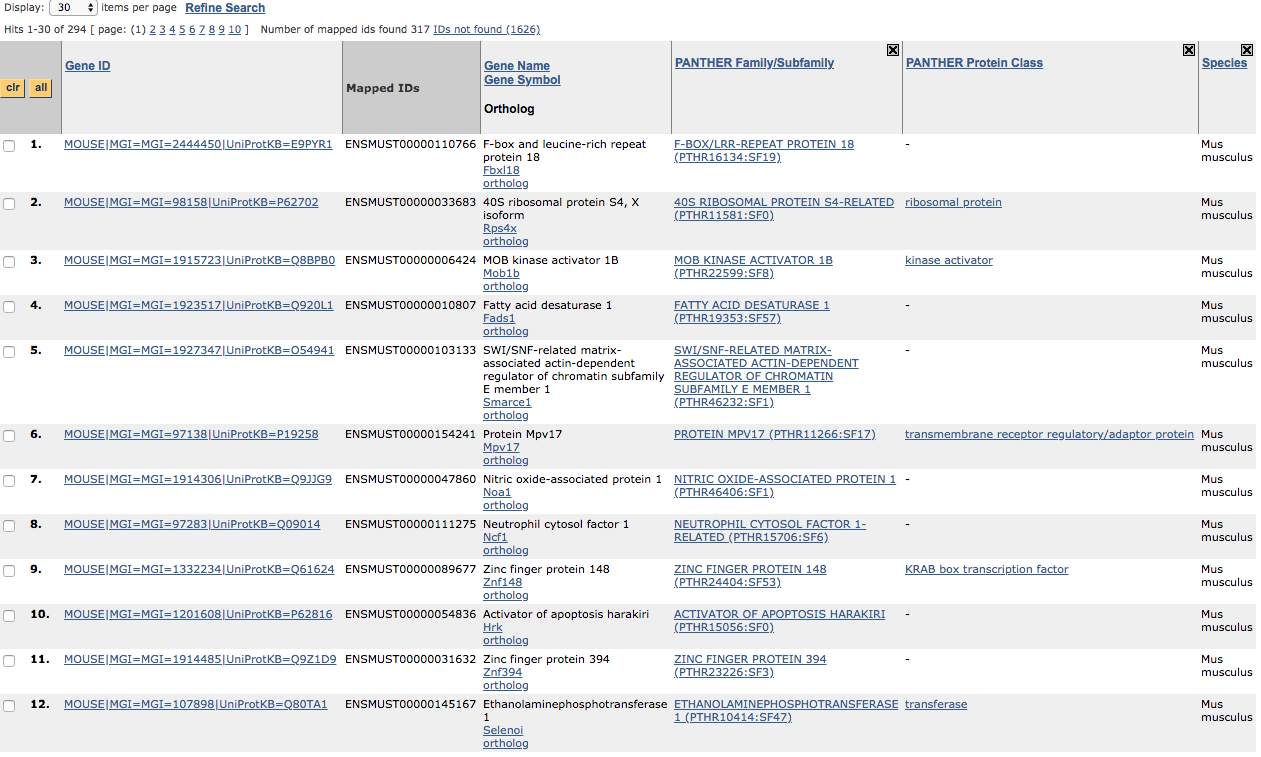 Display: 30 items per page Refine Search
Hits 1-30 of 294 [ page: (1) 2 3 4 5 6 7 8 9 10 ] Number of mapped ids found 317 IDs not found (1626)
clr all Gene ID Mapped IDs Gene Name PANTHER Family/Subfamily PANTHER Protein Class Species
Gene Symbol
Ortholog
1. MOUSE|MGI=MGI=2444450|UniProtKB=E9PYR1 ENSMUST00000110766 F-box and leucine-rich repeat F-BOX/LRR-REPEAT PROTEIN 18 - Mus
protein 18 (PTHR16134:SF19) musculus
Fbxl18
ortholog
2. MOUSE|MGI=MGI=98158|UniProtKB=P62702 ENSMUST00000033683 40S ribosomal protein S4, X 40S RIBOSOMAL PROTEIN S4-RELATED ribosomal protein Mus
isoform (PTHR11581:SF0) musculus
Rps4x
ortholog
3. MOUSE|MGI=MGI=1915723|UniProtKB=Q8BPB0 ENSMUST00000006424 MOB kinase activator 1B MOB KINASE ACTIVATOR 1B kinase activator Mus
Mob1b (PTHR22599:SF8) musculus
ortholog
4. MOUSE|MGI=MGI=1923517|UniProtKB=Q920L1 ENSMUST00000010807 Fatty acid desaturase 1 FATTY ACID DESATURASE 1 - Mus
Fads1 (PTHR19353:SF57) musculus
ortholog
5. MOUSE|MGI=MGI=1927347|UniProtKB=O54941 ENSMUST00000103133 SWI/SNF-related matrix- SWI/SNF-RELATED MATRIX- - Mus
associated actin-dependent ASSOCIATED ACTIN-DEPENDENT musculus
regulator of chromatin subfamily REGULATOR OF CHROMATIN
E member 1 SUBFAMILY E MEMBER 1
Smarce1 (PTHR46232:SF1)
ortholog
6. MOUSE|MGI=MGI=97138|UniProtKB=P19258 ENSMUST00000154241 Protein Mpv17 PROTEIN MPV17 (PTHR11266:SF17) transmembrane receptor regulatory/adaptor protein Mus
Mpv17 musculus
ortholog
7. MOUSE|MGI=MGI=1914306|UniProtKB=Q9JJG9 ENSMUST00000047860 Nitric oxide-associated protein 1 NITRIC OXIDE-ASSOCIATED PROTEIN 1 - Mus
Noa1 (PTHR46406:SF1) musculus
ortholog
8. MOUSE|MGI=MGI=97283|UniProtKB=Q09014 ENSMUST00000111275 Neutrophil cytosol factor 1 NEUTROPHIL CYTOSOL FACTOR 1- - Mus
Ncf1 RELATED (PTHR15706:SF6) musculus
ortholog
9. MOUSE|MGI=MGI=1332234|UniProtKB=Q61624 ENSMUST00000089677 Zinc finger protein 148 ZINC FINGER PROTEIN 148 KRAB box transcription factor Mus
Znf148 (PTHR24404:SF53) musculus
ortholog
10. MOUSE|MGI=MGI=1201608|UniProtKB=P62816 ENSMUST00000054836 Activator of apoptosis harakiri ACTIVATOR OF APOPTOSIS HARAKIRI - Mus
Hrk (PTHR15056:SF0) musculus
ortholog
11. MOUSE|MGI=MGI=1914485|UniProtKB=Q9Z1D9 ENSMUST00000031632 Zinc finger protein 394 ZINC FINGER PROTEIN 394 - Mus
Znf394 (PTHR23226:SF3) musculus
ortholog
12. MOUSE|MGI=MGI=107898|UniProtKB=Q80TA1 ENSMUST00000145167 Ethanolaminephosphotransferase ETHANOLAMINEPHOSPHOTRANSFERASE transferase Mus
1 1 (PTHR10414:SF47) musculus
Selenoi
ortholog